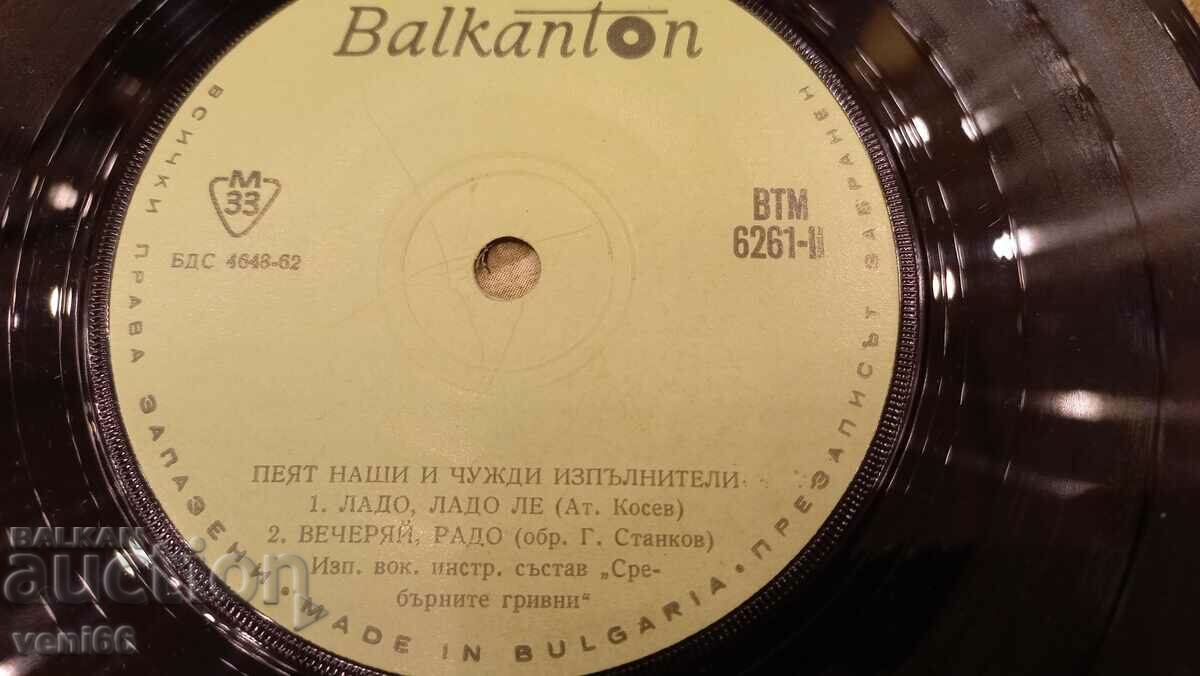 Balkanton
М
33
БДС 4648-62
ВТМ
6261-II
ПЕЯТ НАШИ И ЧУЖДИ ИЗПЪЛНИТЕЛИ
1. ЛАДО, ЛАДО ЛЕ (Ат. Косев)
2. ВЕЧЕРЯЙ, РАДО (обр. Г. Станков)
Изп. вок. инстр. състав „Сре-
бърните гривни“
ВСИЧКИ ПРАВА ЗАПАЗЕНИ • MADE IN BULGARIA • ПРЕЗАПИСЪТ ЗАБРАНЕН
BALKAN
auction
veni66